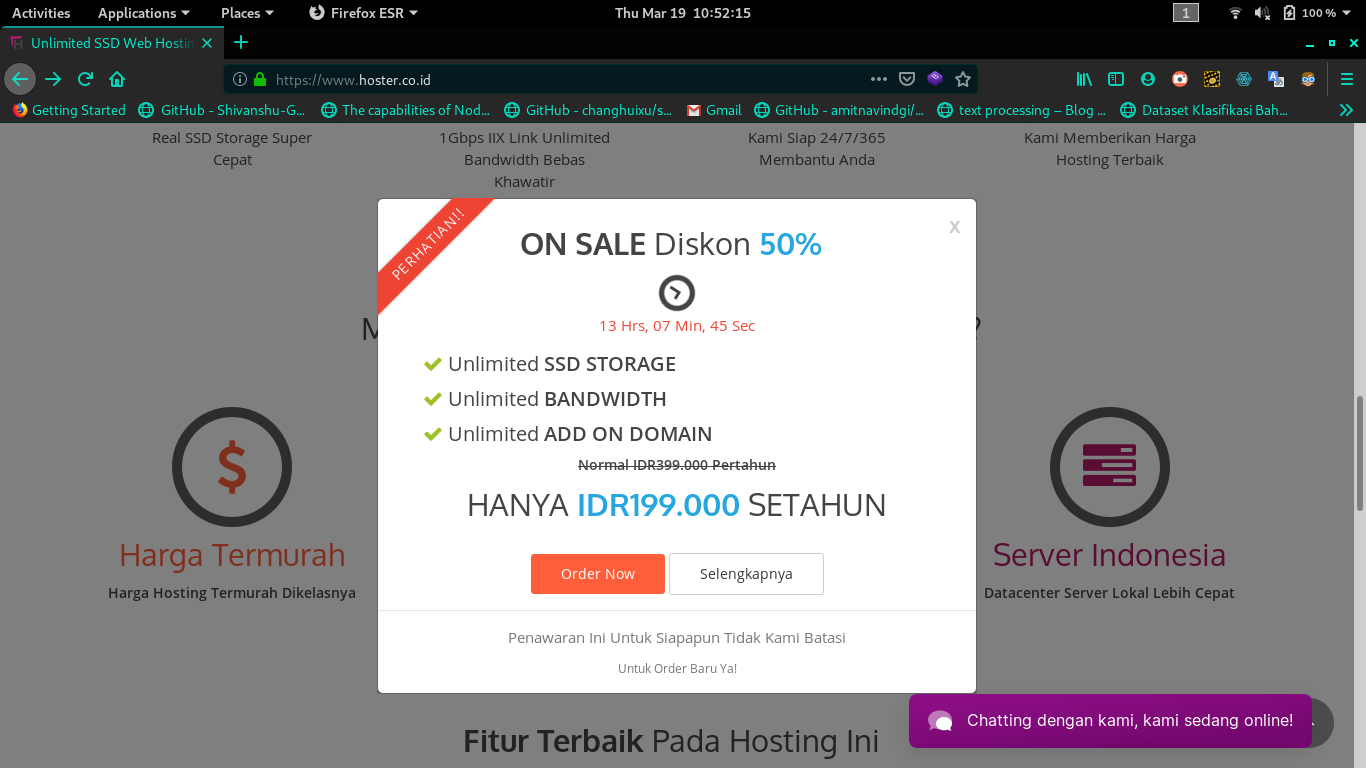 Activities Applications Places Firefox ESR Thu Mar 19 10:52:15 1 100 %
Unlimited SSD Web Hostin
https://www.hoster.co.id
Getting Started GitHub - Shivanshu-G... The capabilities of Nod... GitHub - changhuixu/s... Gmail GitHub - amitnavindgi/... text processing – Blog ... Dataset Klasifikasi Bah...
Real SSD Storage Super
Cepat
1Gbps IIX Link Unlimited
Bandwidth Bebas
Khawatir
Kami Siap 24/7/365
Membantu Anda
Kami Memberikan Harga
Hosting Terbaik
PERHATIAN!!
X
ON SALE Diskon 50%
13 Hrs, 07 Min, 45 Sec
Unlimited SSD STORAGE
Unlimited BANDWIDTH
Unlimited ADD ON DOMAIN
Normal IDR399.000 Pertahun
HANYA IDR199.000 SETAHUN
Order Now Selengkapnya
Penawaran Ini Untuk Siapapun Tidak Kami Batasi
Untuk Order Baru Ya!
$
Harga Termurah
Harga Hosting Termurah Dikelasnya
Server Indonesia
Datacenter Server Lokal Lebih Cepat
Fitur Terbaik Pada Hosting Ini
Chatting dengan kami, kami sedang online!